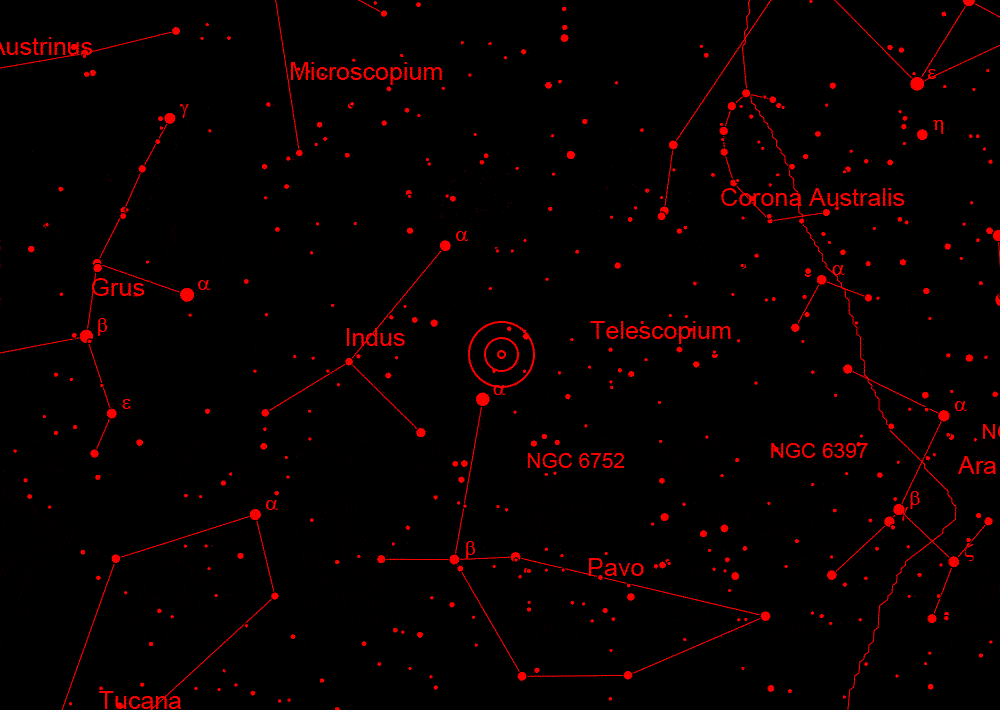 Austrinus
Microscopium
ε
γ
η
Corona Australis
α
α
α
Grus
β
Indus
Telescopium
α
ε
α
NGC 6752
NGC 6397
Ara
α
β
β
Pavo
ζ
Tucana